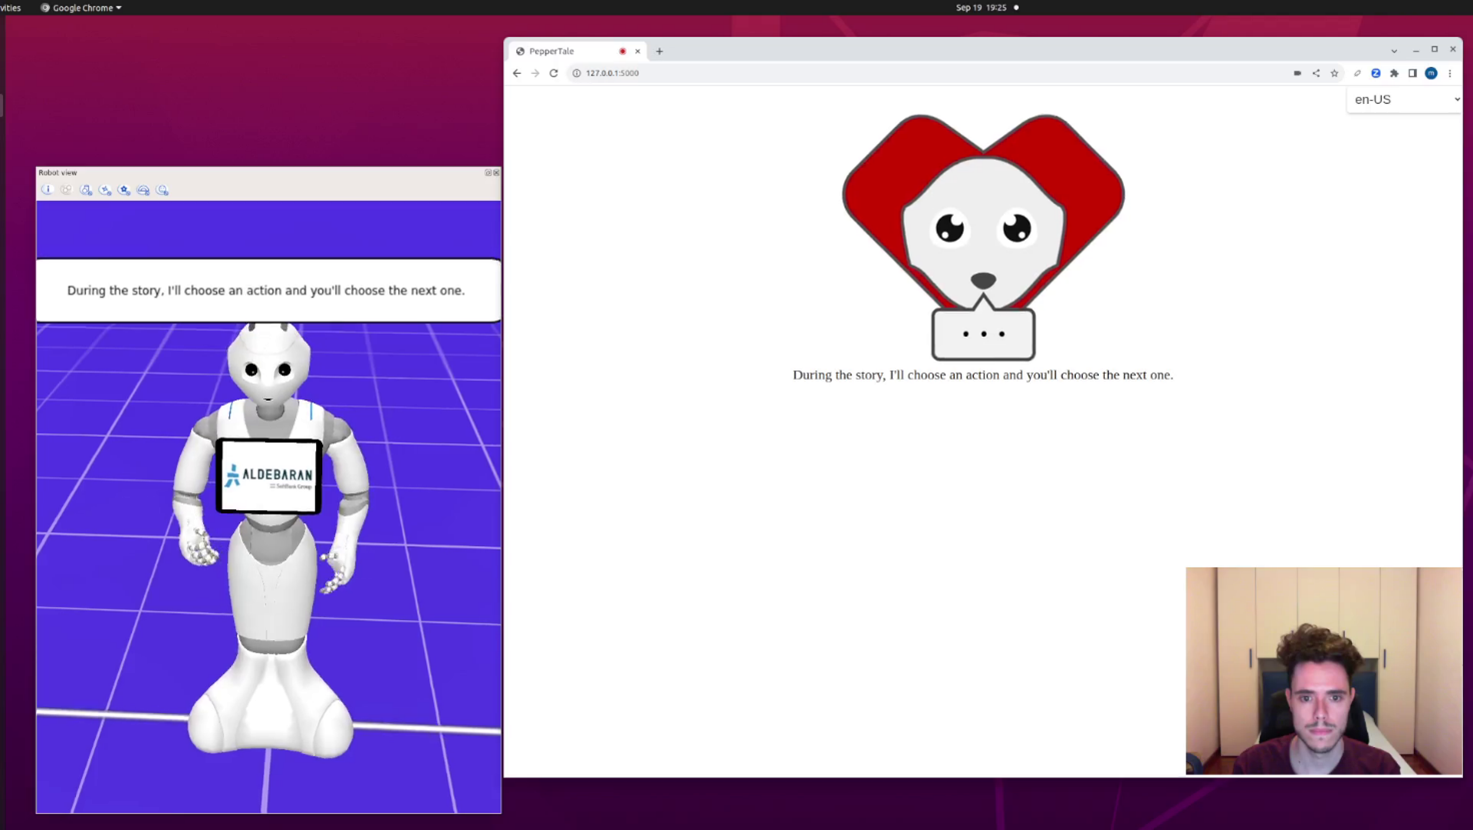 vities
Google Chrome
Sep 19 19:25
PepperTale
127.0.0.1:5000
en-US
Robot view
During the story, I'll choose an action and you'll choose the next one.
ALDEBARAN
During the story, I'll choose an action and you'll choose the next one.
m